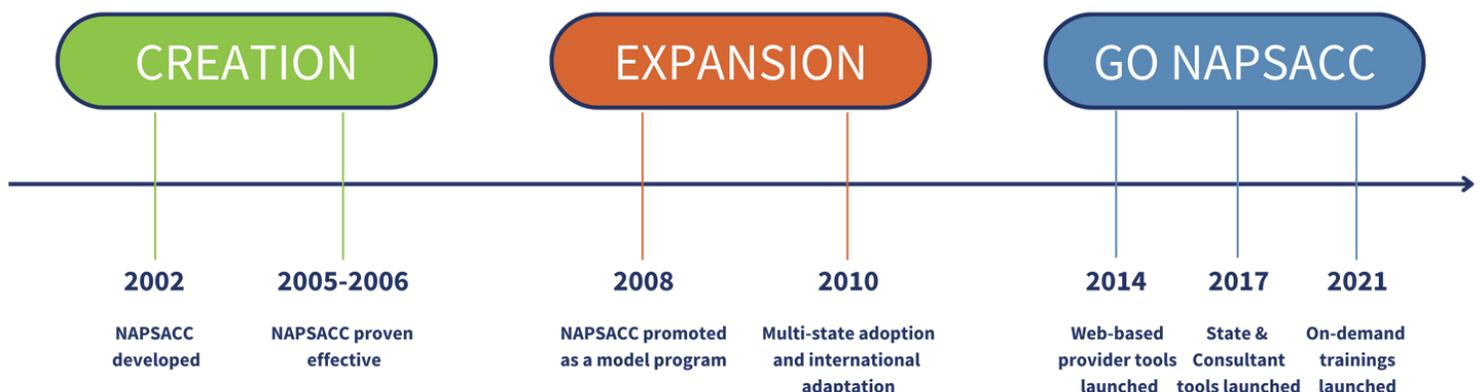 CREATION
EXPANSION
GO NAPSACC
2002
NAPSACC
developed
2005-2006
NAPSACC proven
effective
2008
NAPSACC promoted
as a model program
2010
Multi-state adoption
and international
adaptation
2014
Web-based
provider tools
launched
2017
State &
Consultant
tools launched
2021
On-demand
trainings
launched